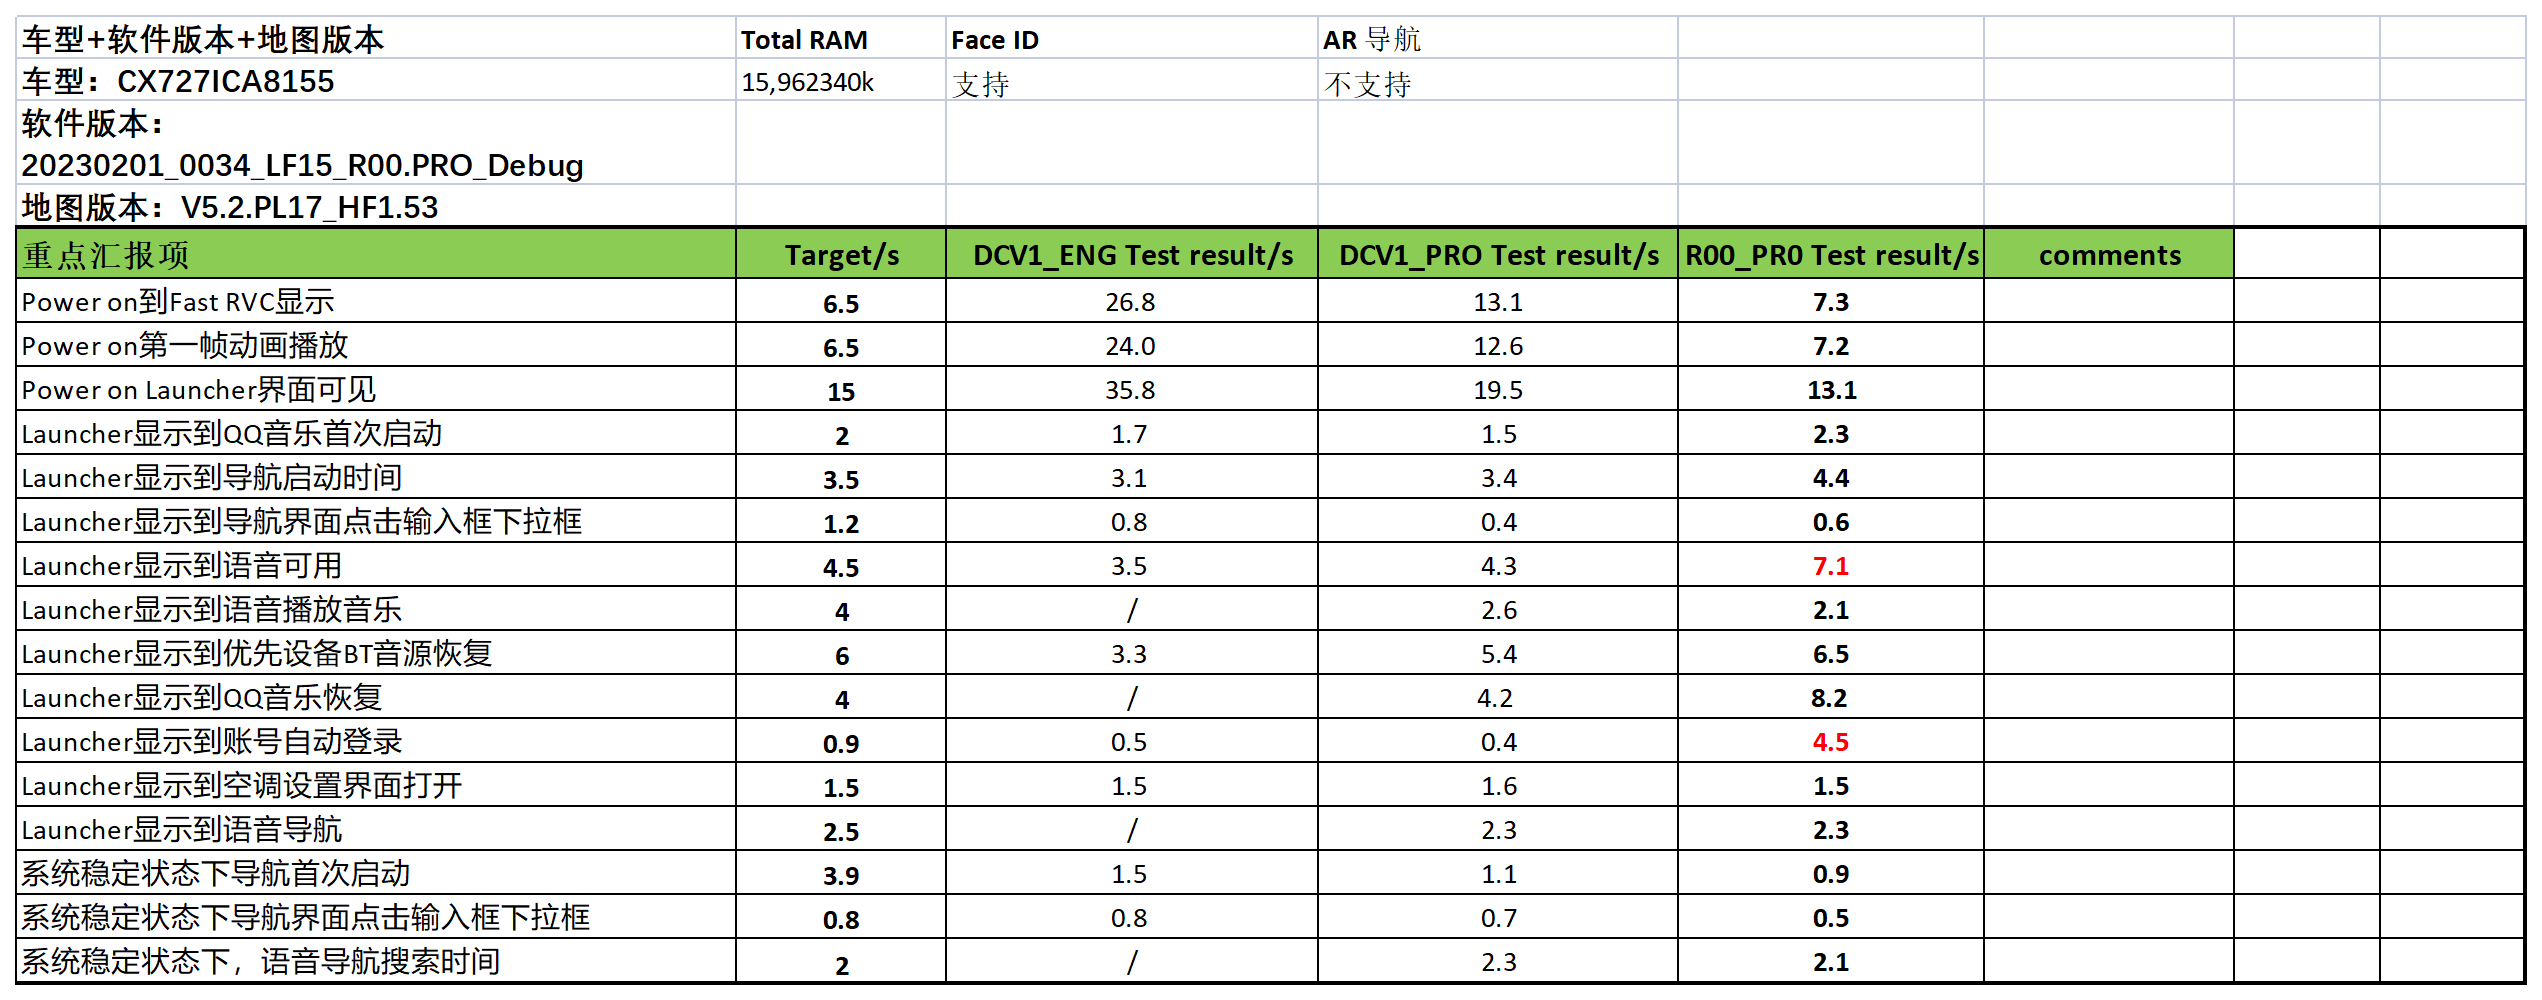 车型+软件版本+地图版本 Total RAM Face ID AR 导航
车型：CX727ICA8155 15,962340k 支持 不支持
软件版本：
20230201_0034_LF15_R00.PRO_Debug
地图版本：V5.2.PL17_HF1.53
重点汇报项 Target/s DCV1_ENG Test result/s DCV1_PRO Test result/s R00_PR0 Test result/s comments
Power on到Fast RVC显示 6.5 26.8 13.1 7.3
Power on第一帧动画播放 6.5 24.0 12.6 7.2
Power on Launcher界面可见 15 35.8 19.5 13.1
Launcher显示到QQ音乐首次启动 2 1.7 1.5 2.3
Launcher显示到导航启动时间 3.5 3.1 3.4 4.4
Launcher显示到导航界面点击输入框下拉框 1.2 0.8 0.4 0.6
Launcher显示到语音可用 4.5 3.5 4.3 7.1
Launcher显示到语音播放音乐 4 / 2.6 2.1
Launcher显示到优先设备BT音源恢复 6 3.3 5.4 6.5
Launcher显示到QQ音乐恢复 4 / 4.2 8.2
Launcher显示到账号自动登录 0.9 0.5 0.4 4.5
Launcher显示到空调设置界面打开 1.5 1.5 1.6 1.5
Launcher显示到语音导航 2.5 / 2.3 2.3
系统稳定状态下导航首次启动 3.9 1.5 1.1 0.9
系统稳定状态下导航界面点击输入框下拉框 0.8 0.8 0.7 0.5
系统稳定状态下，语音导航搜索时间 2 / 2.3 2.1